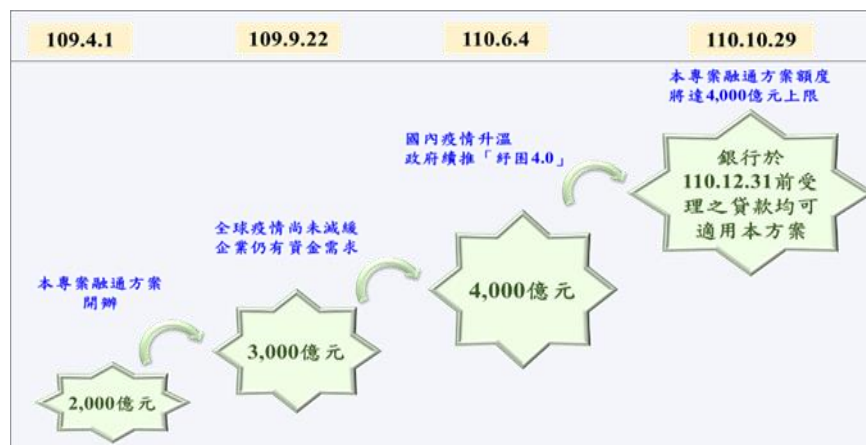 109.4.1
109.9.22
110.6.4
110.10.29
本專案融通方案額度
將達4,000億元上限
國內疫情升溫
政府續推「紓困4.0」
銀行於
110.12.31前受
理之貸款均可
適用本方案
全球疫情尚未減緩
企業仍有資金需求
4,000億元
本專案融通方案
開辦
3,000億元
2,000億元